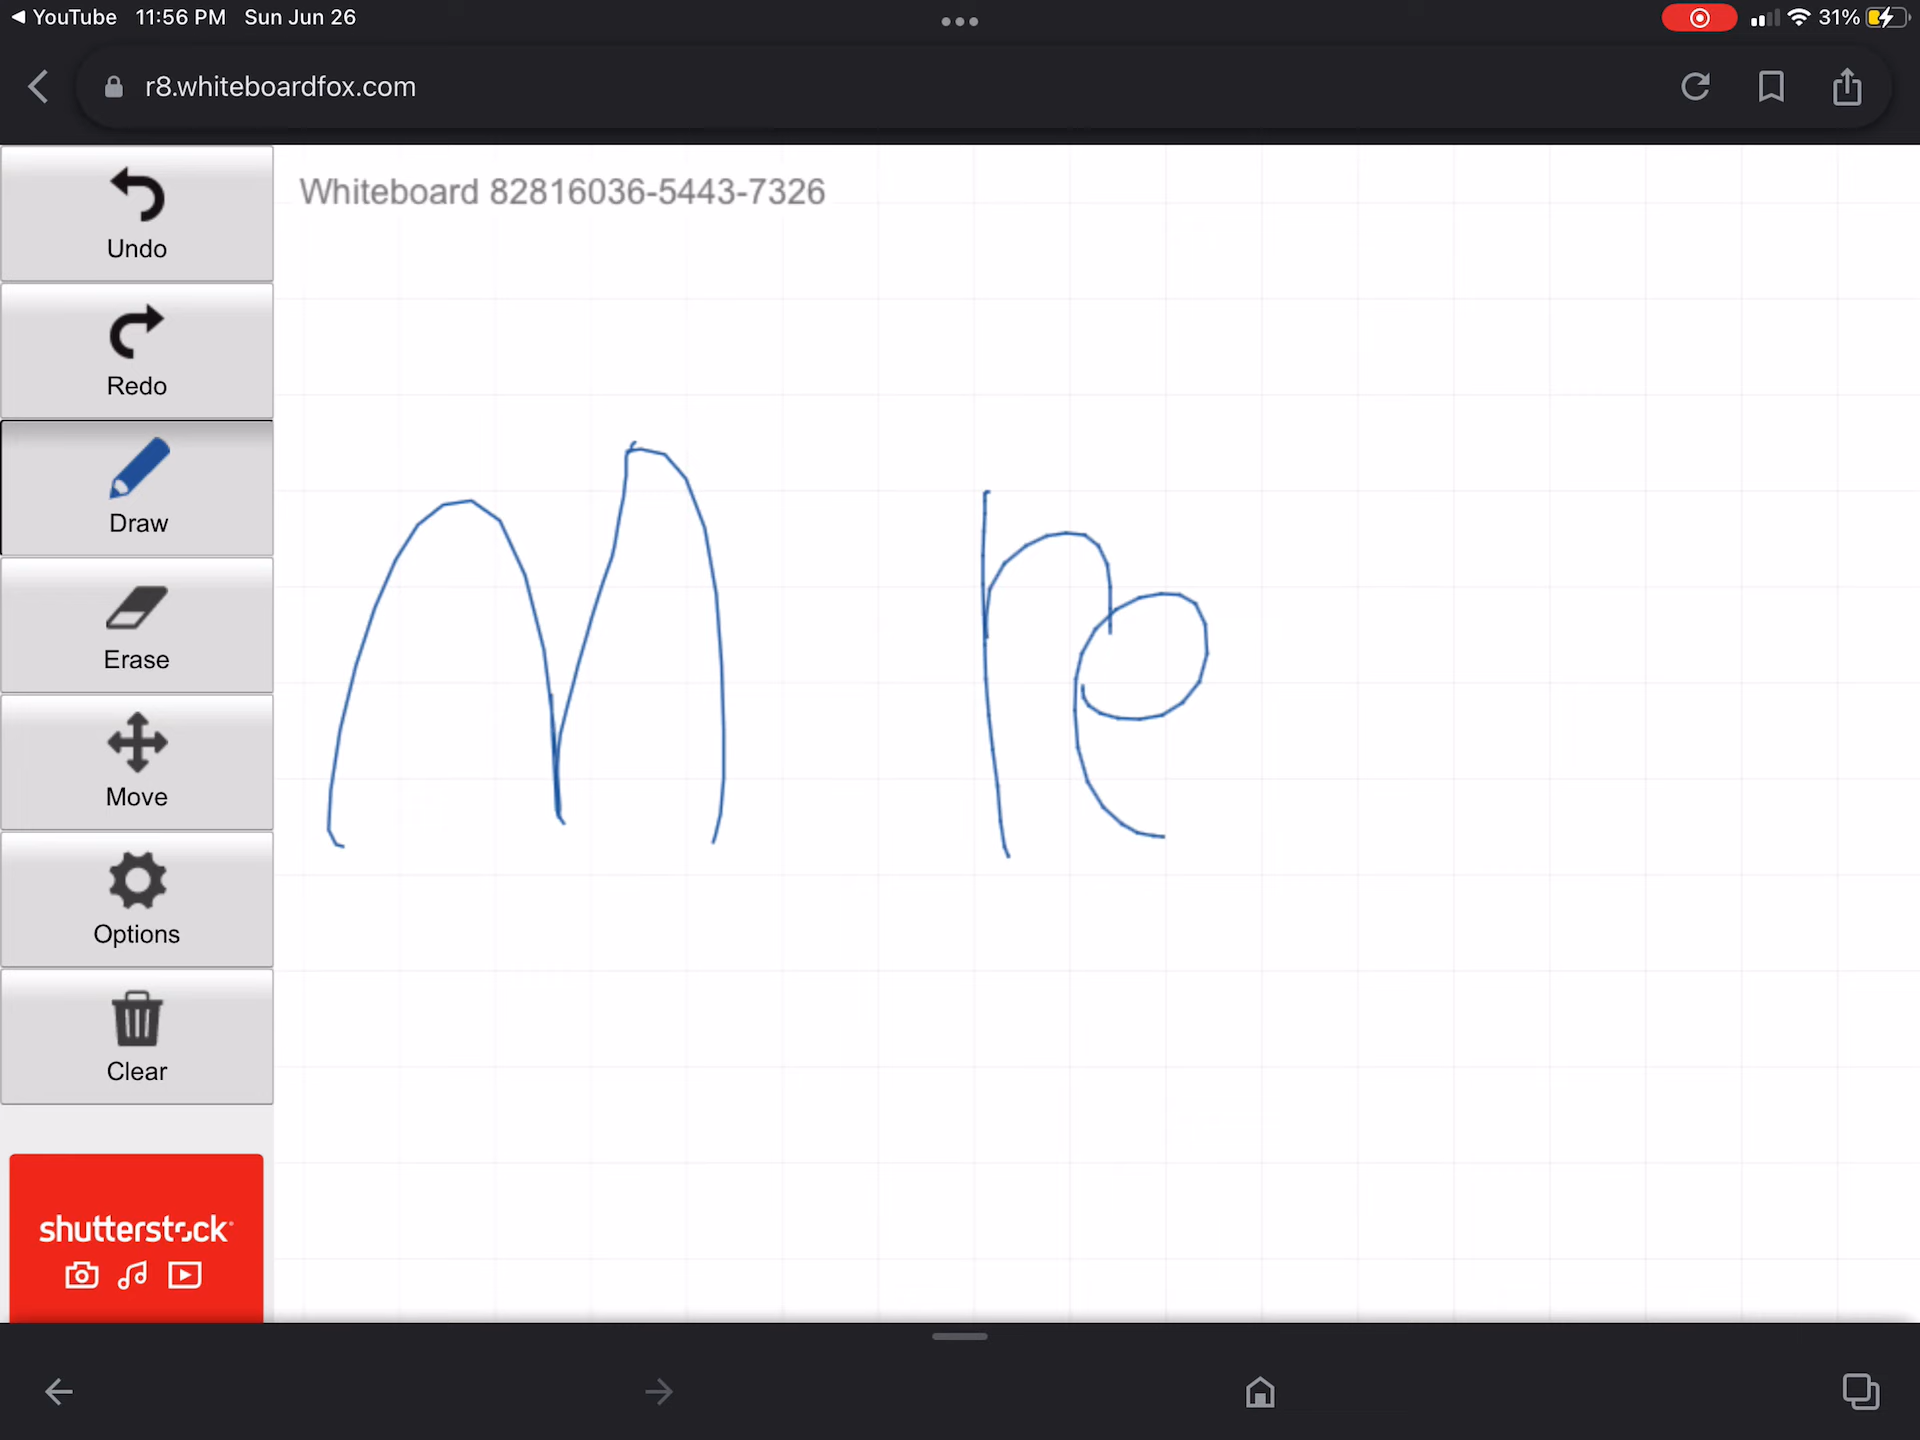 YouTube 11:56 PM Sun Jun 26 31%
r8.whiteboardfox.com
Whiteboard 82816036-5443-7326
Undo
Redo
Draw
Erase
Move
Options
Clear
M
shutterstock